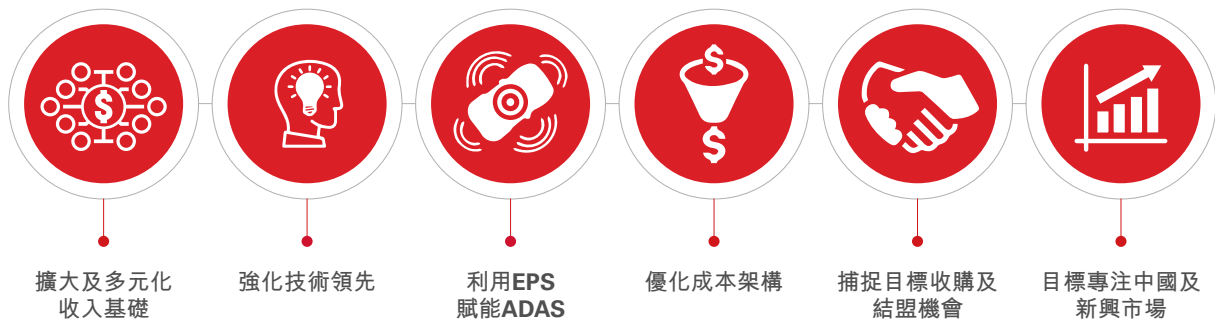 擴大及多元化
收入基礎
強化技術領先
利用EPS
賦能ADAS
優化成本架構
捕捉目標收購及
結盟機會
目標專注中國及
新興市場